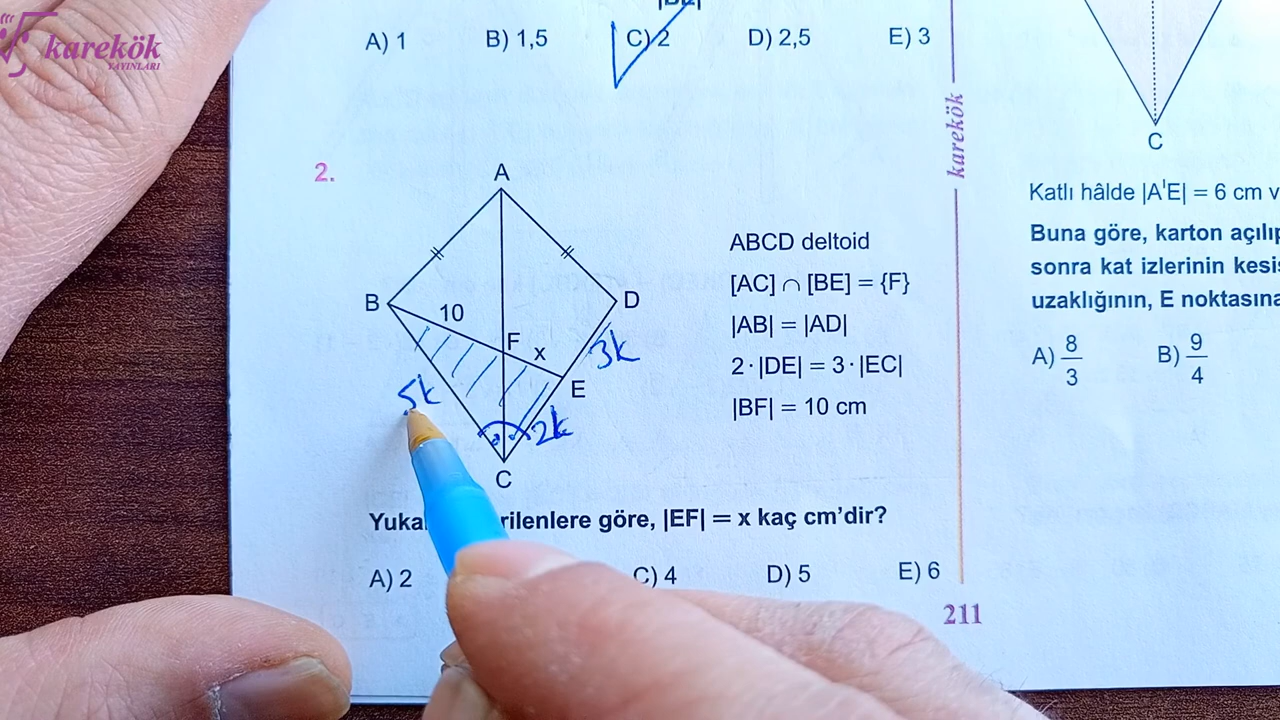 karekök
YAYINLARI
|BE|
A) 1 B) 1,5 C) 2 D) 2,5 E) 3
2.
A
B
10
D
F
x
E
3k
5k
2k
C
ABCD deltoid
[AC] ∩ [BE] = {F}
|AB| = |AD|
2·|DE| = 3·|EC|
|BF| = 10 cm
rilenlere göre, |EF| = x kaç cm'dir?
A) 2 C) 4 D) 5 E) 6
karekök
211
C
Katlı hâlde |A'E| = 6 cm v
Buna göre, karton açılıp
sonra kat izlerinin kesiş
uzaklığının, E noktasına
A) 8/3 B) 9/4